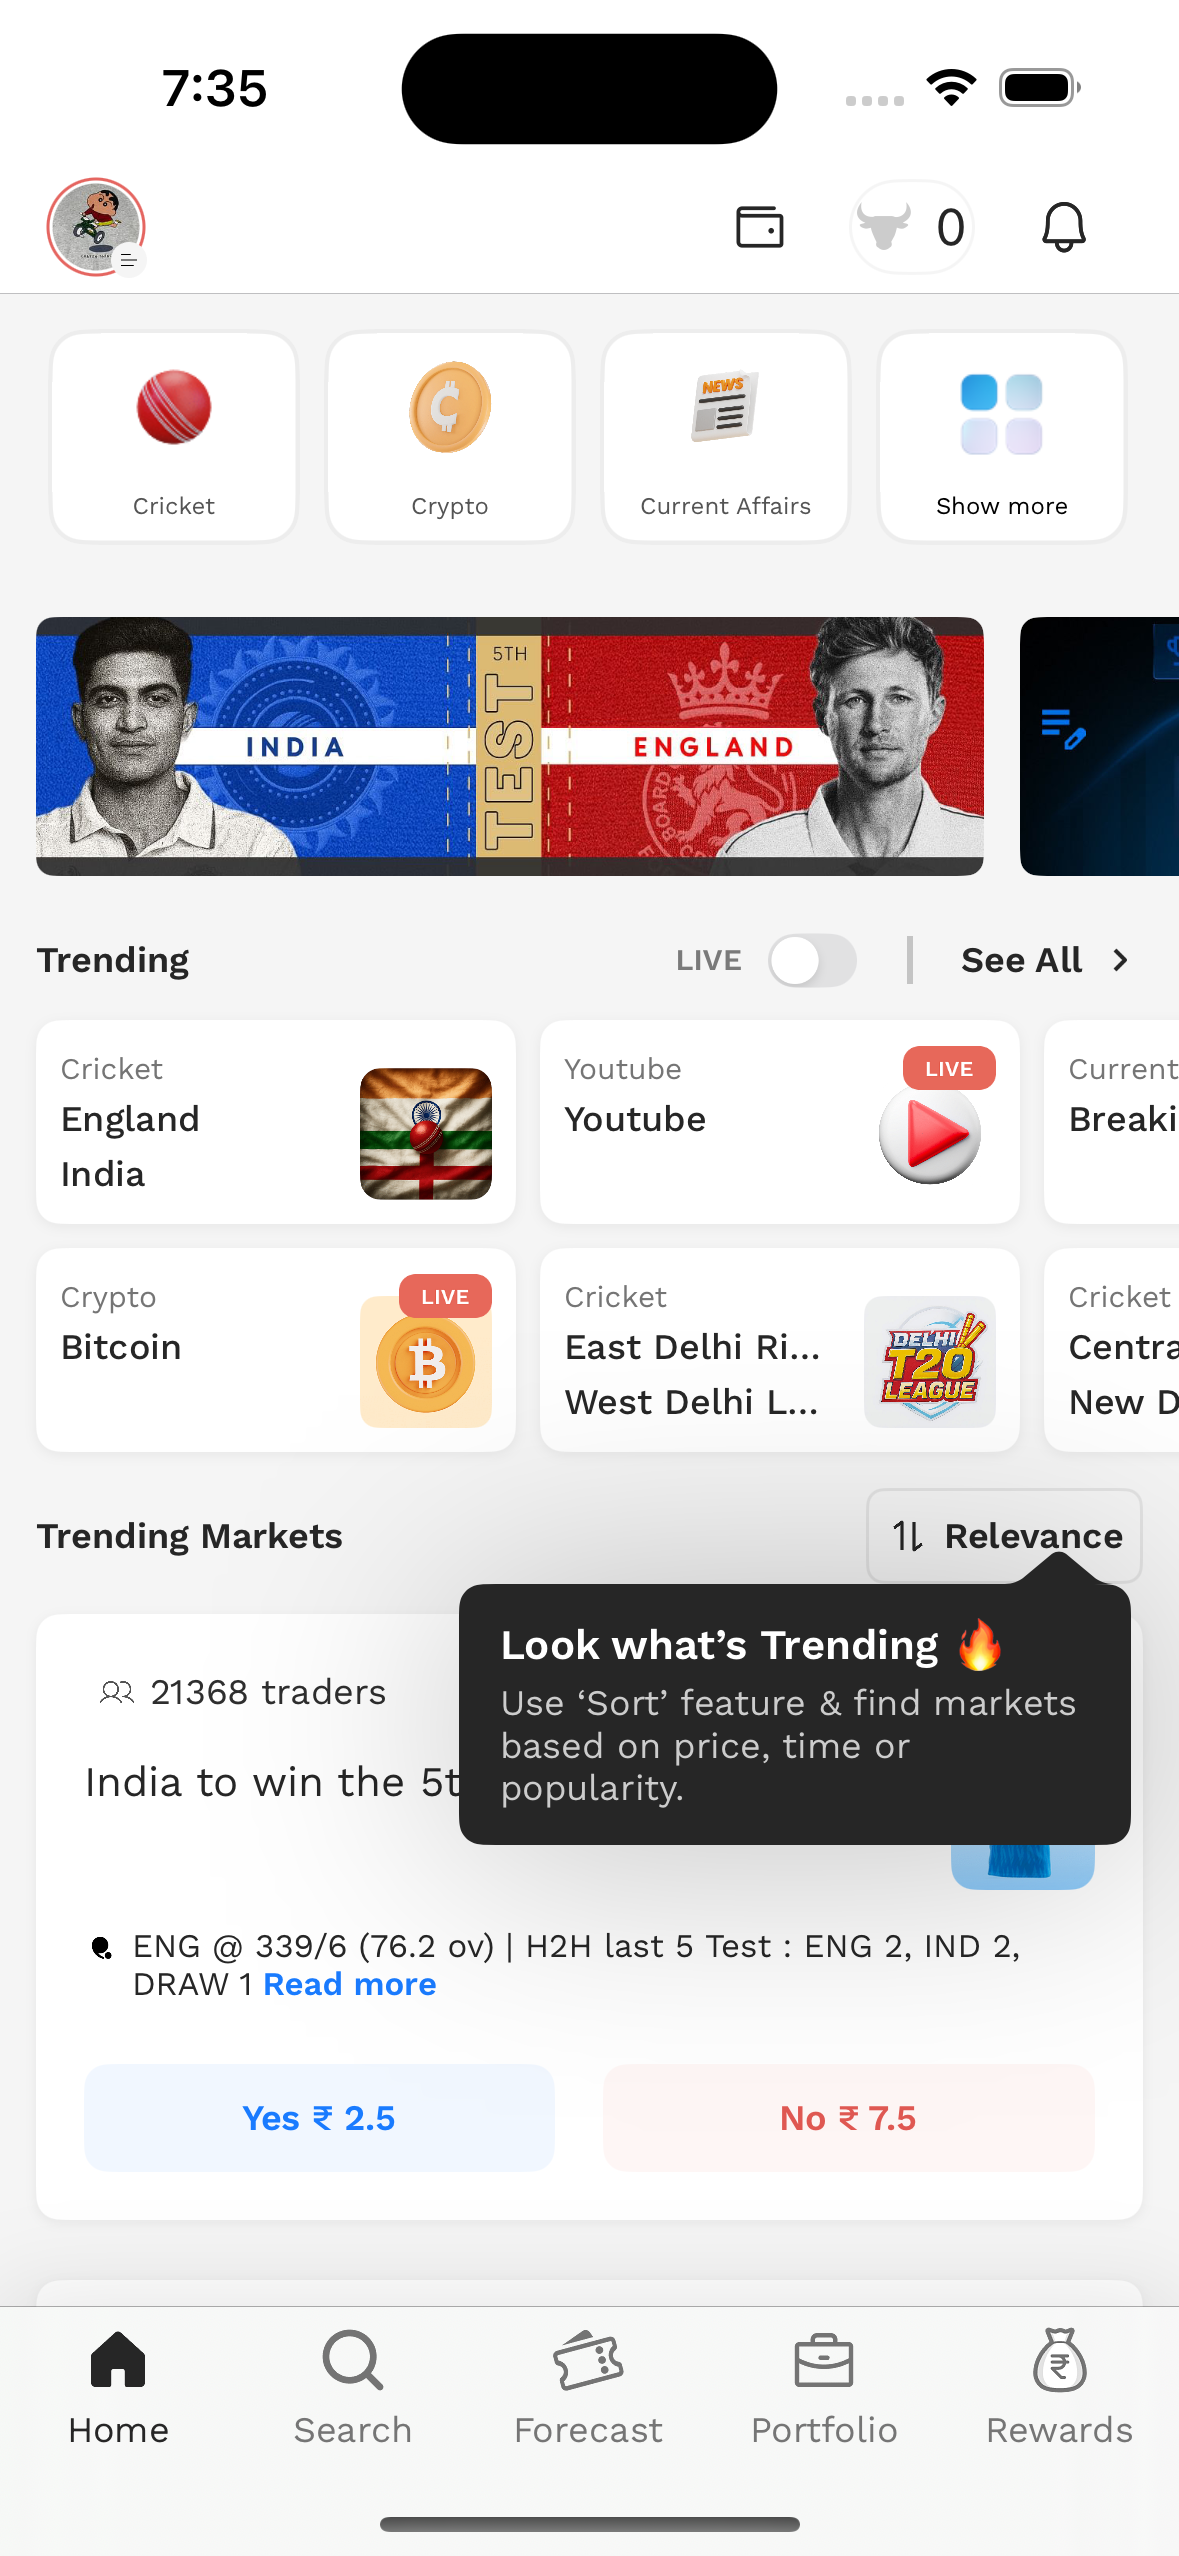 7:35
0
NEWS
Cricket
Crypto
Current Affairs
Show more
5TH
TEST
INDIA
ENGLAND
Trending
LIVE
See All
Cricket
England
India
Youtube
LIVE
Youtube
Current
Breaki
Crypto
LIVE
Bitcoin
Cricket
East Delhi Ri...
West Delhi L...
DELHI
T20
LEAGUE
Cricket
Centra
New D
Trending Markets
Relevance
Look what’s Trending 🔥
Use ‘Sort’ feature & find markets
based on price, time or
popularity.
21368 traders
India to win the 5t
ENG @ 339/6 (76.2 ov) | H2H last 5 Test : ENG 2, IND 2,
DRAW 1 Read more
Yes ₹ 2.5
No ₹ 7.5
Home
Search
Forecast
Portfolio
Rewards